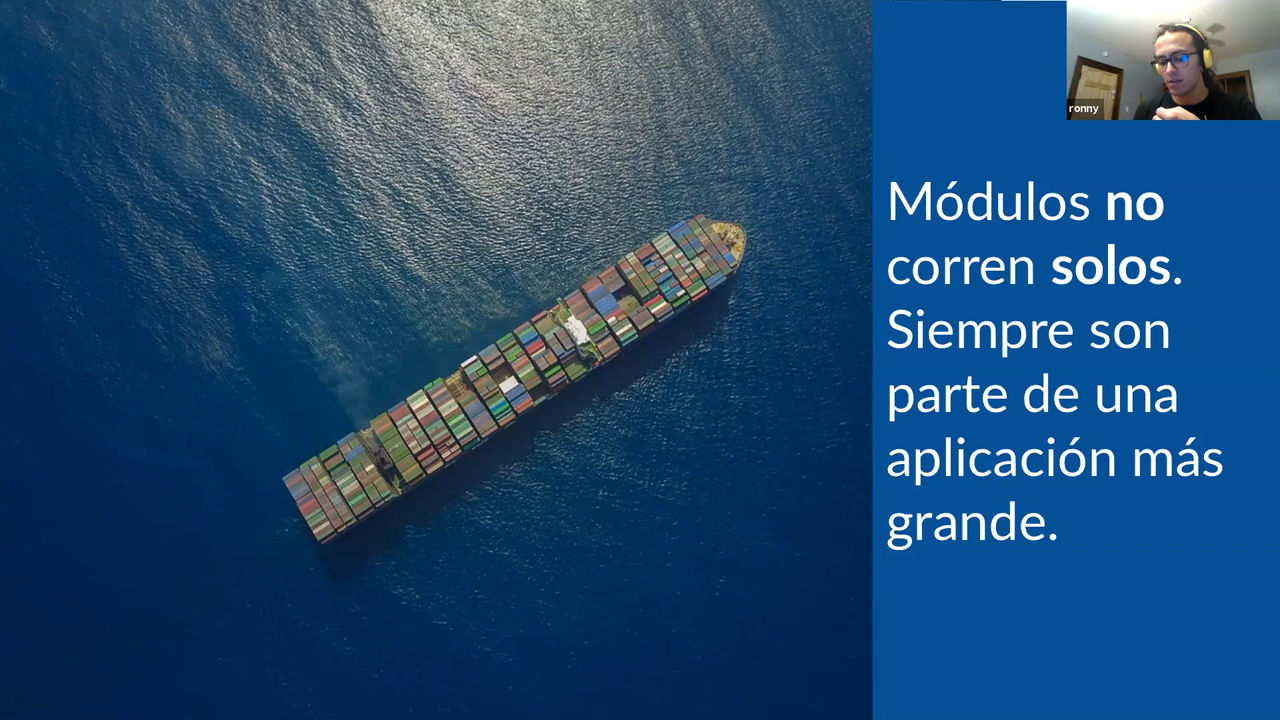 ronny
Módulos no
corren solos.
Siempre son
parte de una
aplicación más
grande.